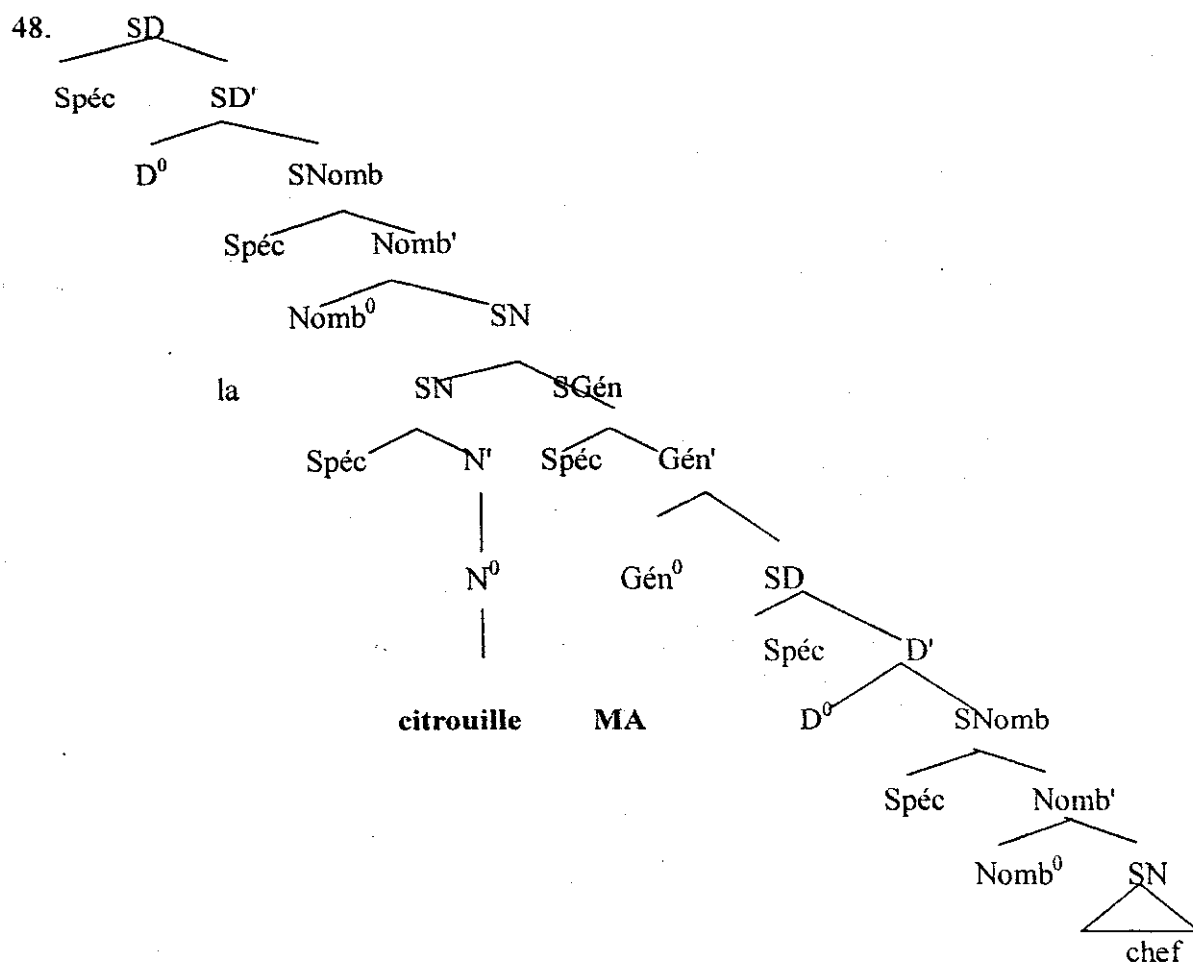 48. SD
Spéc SD'
D⁰ SNomb
Spéc Nomb'
Nomb⁰ SN
la SN SGén
Spéc N' Spéc Gén'
N⁰ Gén⁰ SD
Spéc D'
citrouille MA D⁰ SNomb
Spéc Nomb'
Nomb⁰ SN
chef